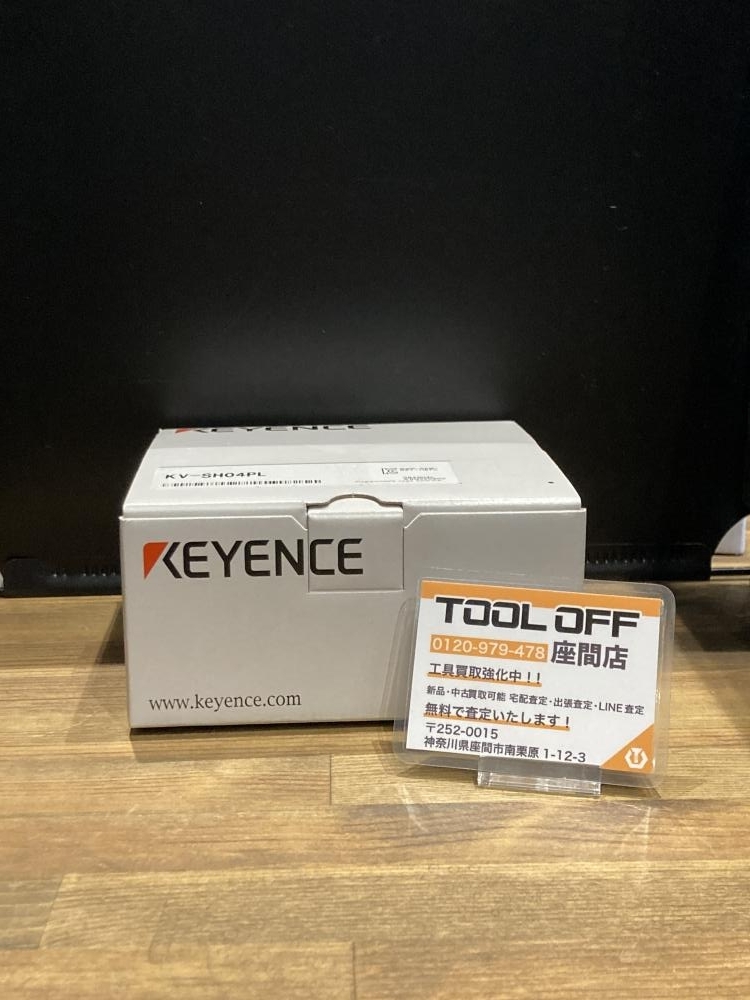 KEYENCE
KV-SH04PL
KEYENCE
www.keyence.com
TOOL OFF
0120-979-478 座間店
工具買取強化中!!
新品・中古買取可能 宅配査定・出張査定・LINE査定
無料で査定いたします!
〒252-0015
神奈川県座間市南栗原 1-12-3